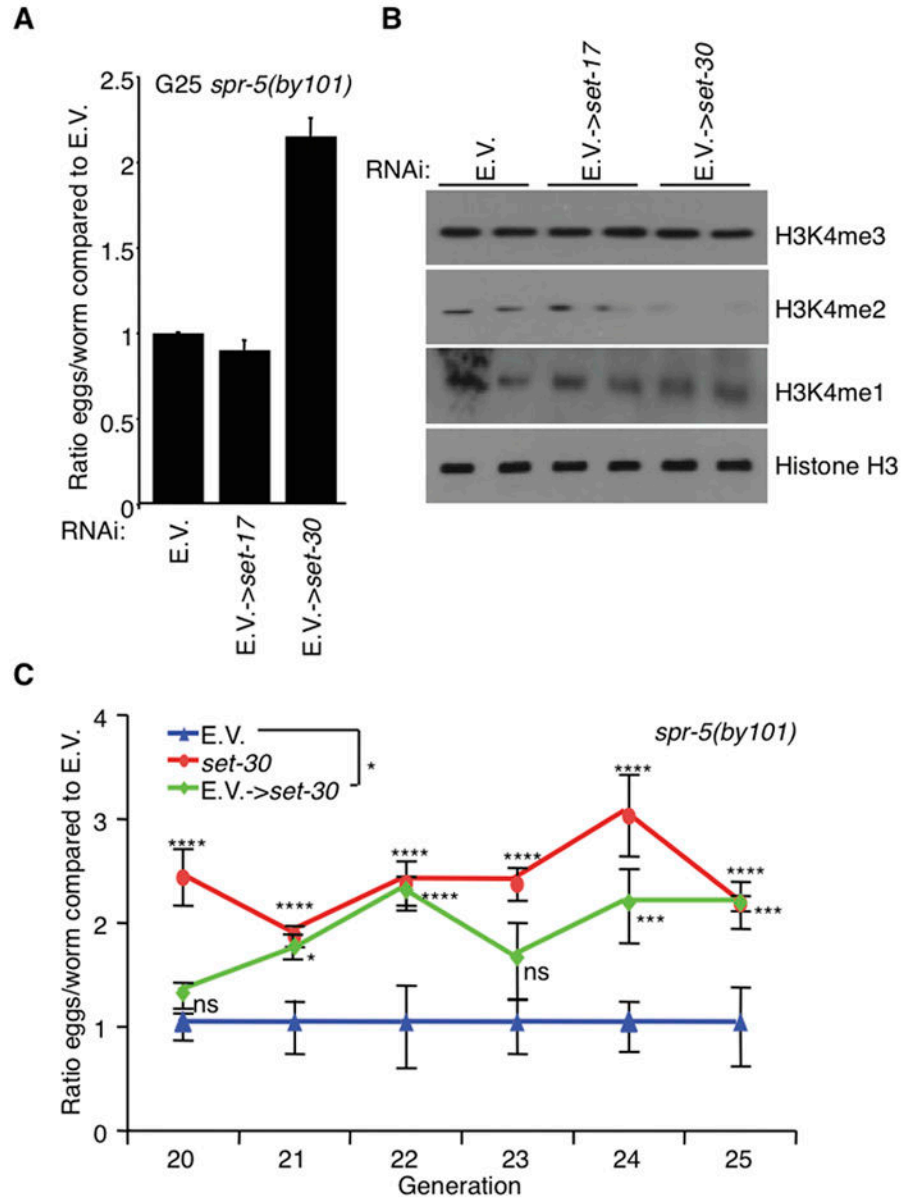 A
G25 spr-5(by101)
Ratio eggs/worm compared to E.V.
2.5
2
1.5
1
0.5
0
RNAi:
E.V.
E.V.->set-17
E.V.->set-30
B
RNAi:
E.V.
E.V.->set-17
E.V.->set-30
H3K4me3
H3K4me2
H3K4me1
Histone H3
C
Ratio eggs/worm compared to E.V.
4
3
2
1
0
E.V.
set-30
E.V.->set-30
*
spr-5(by101)
****
ns
****
*
****
****
****
ns
****
***
****
***
20 21 22 23 24 25
Generation